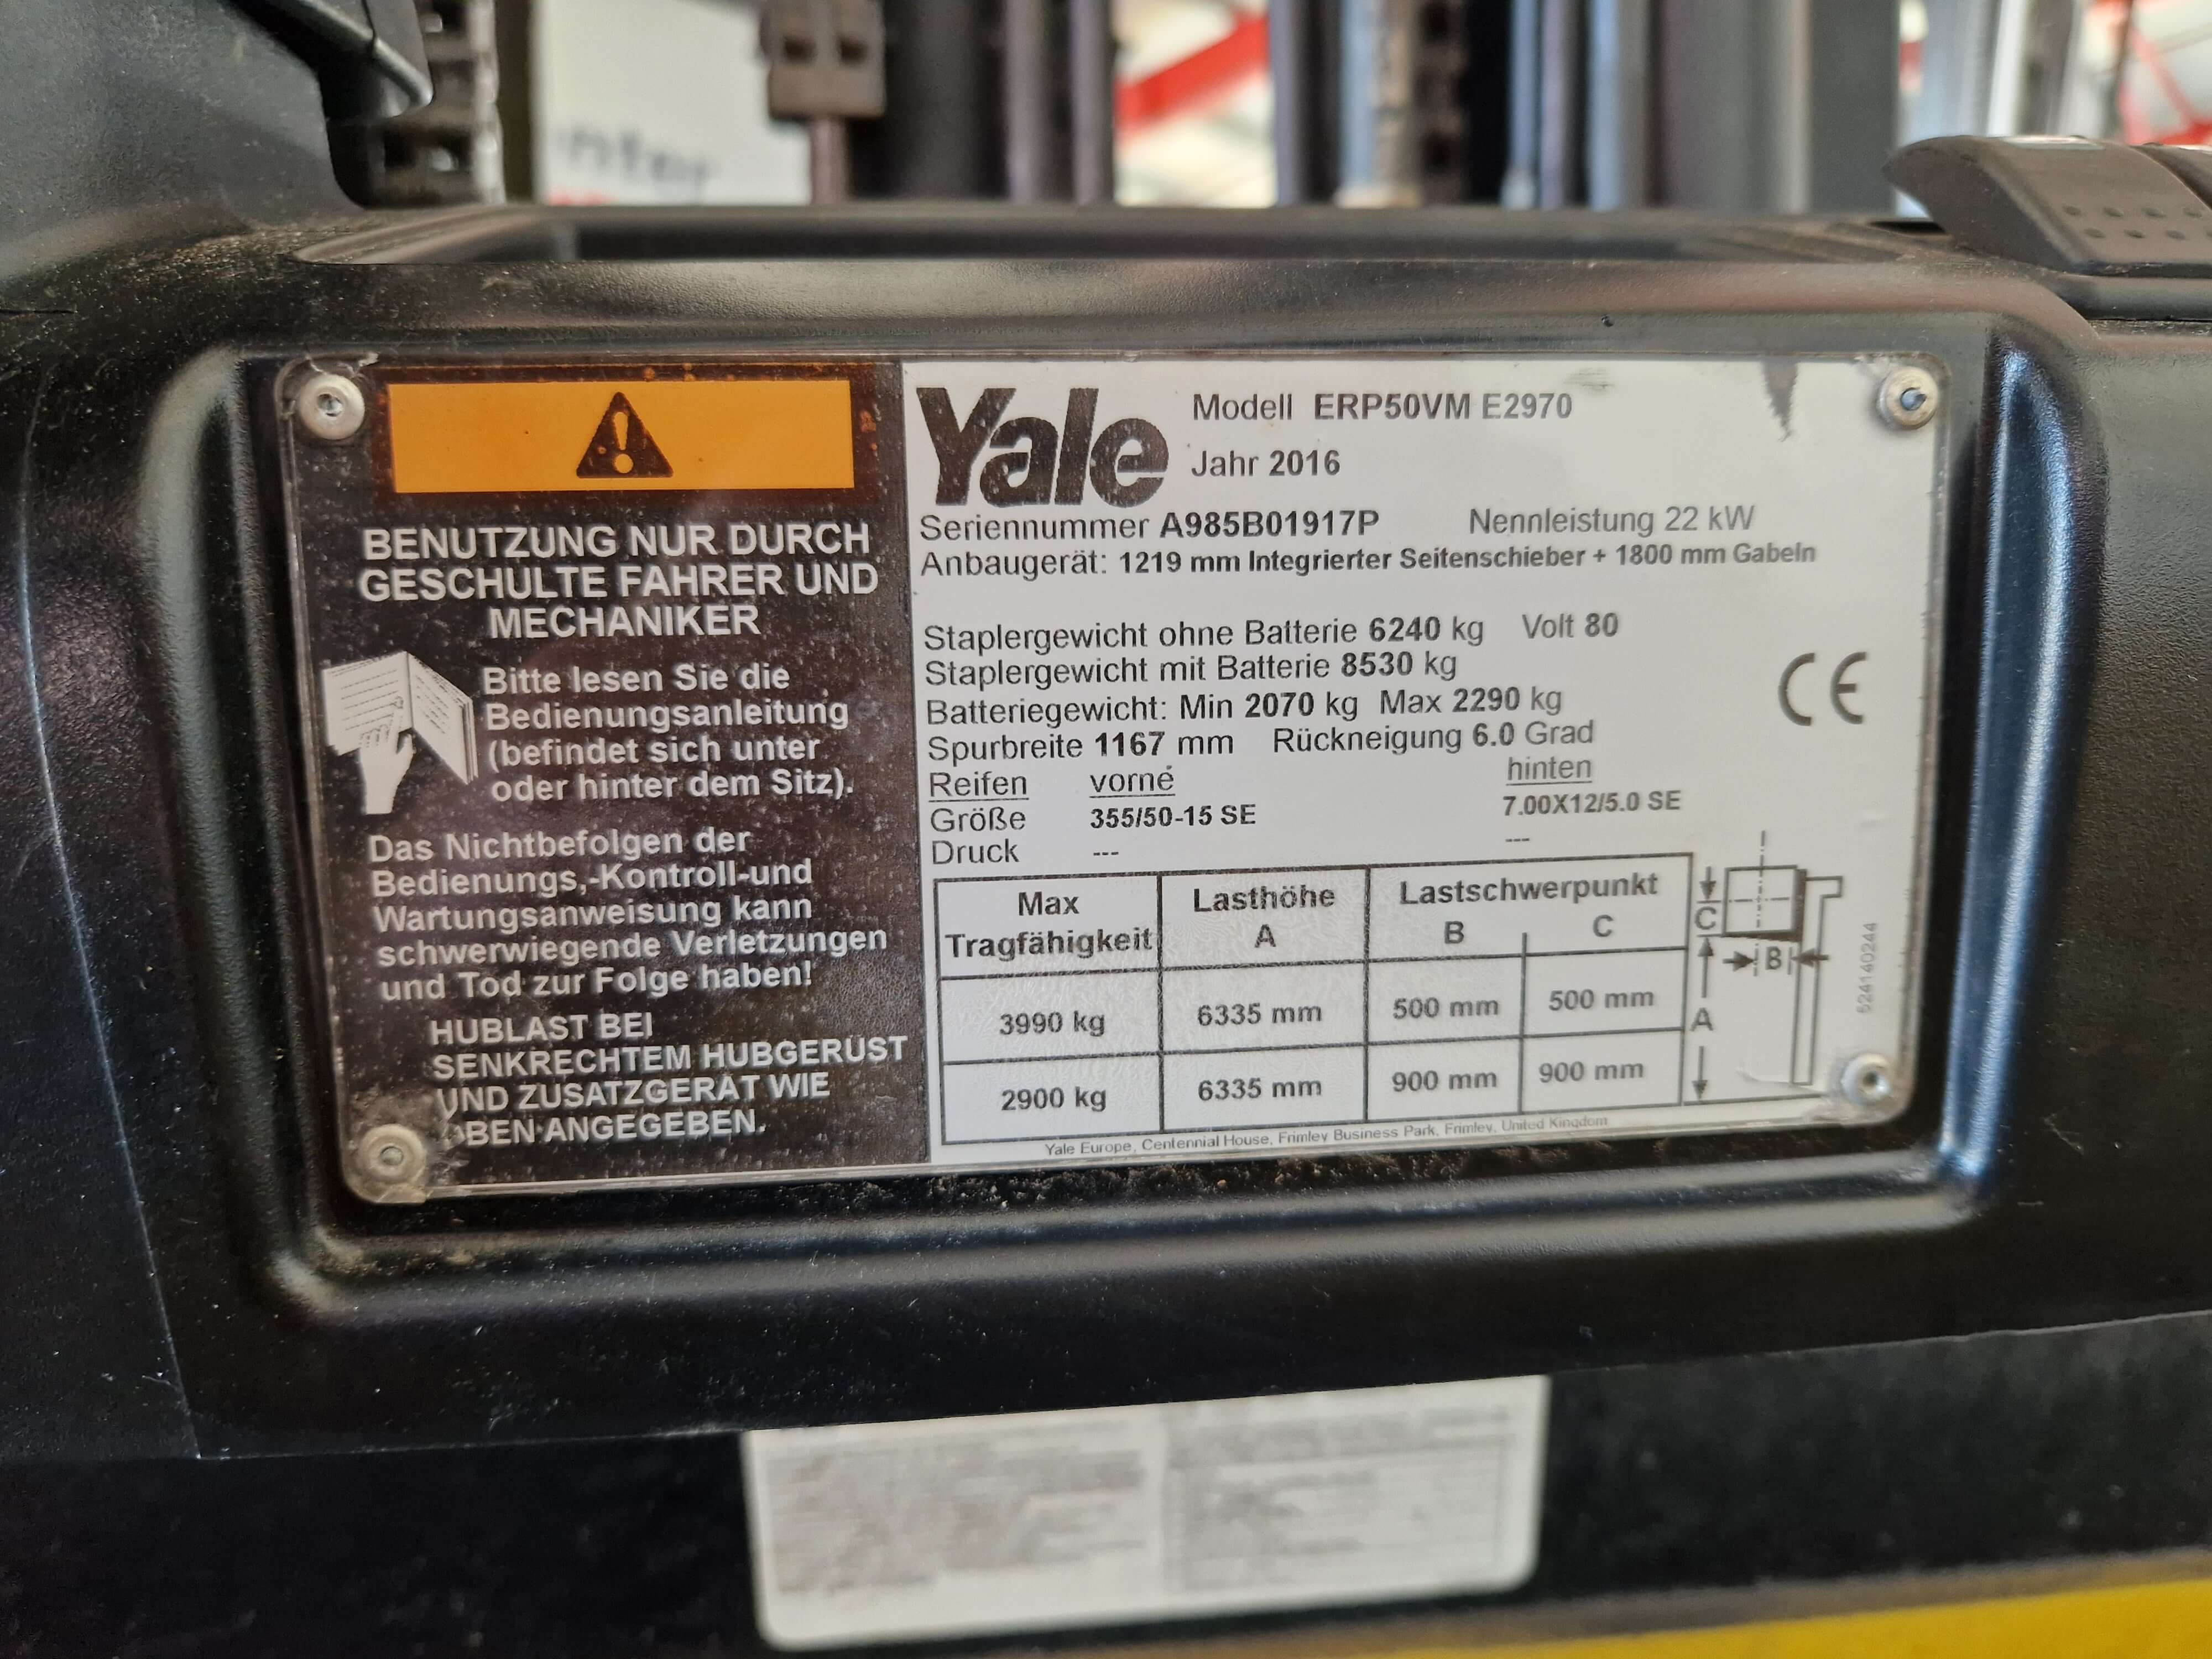 BENUTZUNG NUR DURCH
GESCHULTE FAHRER UND
MECHANIKER
Bitte lesen Sie die
Bedienungsanleitung
(befindet sich unter
oder hinter dem Sitz).
Das Nichtbefolgen der
Bedienungs,-Kontroll-und
Wartungsanweisung kann
schwerwiegende Verletzungen
und Tod zur Folge haben!
HUBLAST BEI
SENKRECHTEM HUBGERÜST
UND ZUSATZGERÄT WIE
OBEN ANGEGEBEN.
Yale
Modell ERP50VM E2970
Jahr 2016
Seriennummer A985B01917P Nennleistung 22 kW
Anbaugerät: 1219 mm Integrierter Seitenschieber + 1800 mm Gabeln
Staplergewicht ohne Batterie 6240 kg Volt 80
Staplergewicht mit Batterie 8530 kg
Batteriegewicht: Min 2070 kg Max 2290 kg
Spurbreite 1167 mm Rückneigung 6.0 Grad
Reifen vorne hinten
Größe 355/50-15 SE 7.00X12/5.0 SE
Druck --- ---
CE
Max Lasthöhe Lastschwerpunkt
Tragfähigkeit A B C
3990 kg 6335 mm 500 mm 500 mm
2900 kg 6335 mm 900 mm 900 mm
C
B
A
524140244
Yale Europe, Centennial House, Frimley Business Park, Frimley, United Kingdom